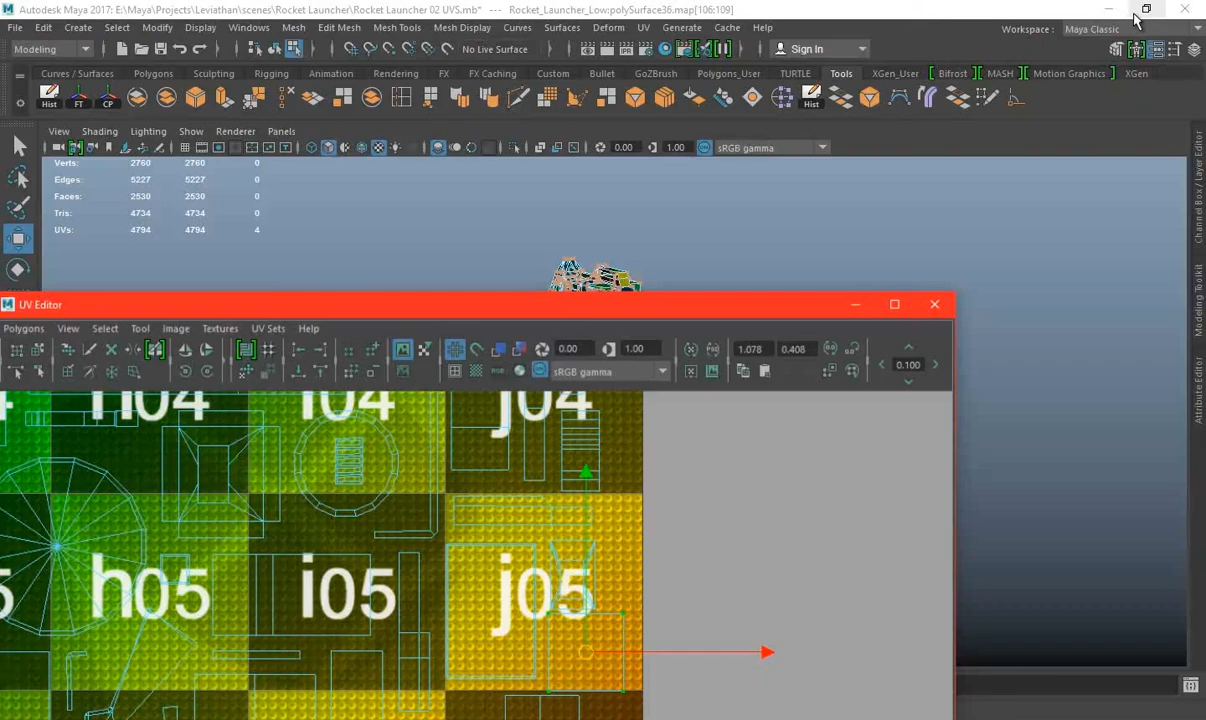 Autodesk Maya 2017: E:\Maya\Projects\Leviathan\scenes\Rocket Launcher\Rocket Launcher 02 UVS.mb* --- Rocket_Launcher_Low:polySurface36.map[106:109]
File Edit Create Select Modify Display Windows Mesh Edit Mesh Mesh Tools Mesh Display Curves Surfaces Deform UV Generate Cache Help Workspace : Maya Classic
Modeling No Live Surface Sign In
Curves / Surfaces Polygons Sculpting Rigging Animation Rendering FX FX Caching Custom Bullet GoZBrush Polygons_User TURTLE Tools XGen_User Bifrost MASH Motion Graphics XGen
Hist FT CP Hist
View Shading Lighting Show Renderer Panels
0.00 1.00 sRGB gamma
Verts: 2760 2760 0
Edges: 5227 5227 0
Faces: 2530 2530 0
Tris: 4734 4734 0
UVs: 4794 4794 4
Channel Box / Layer Editor
Modeling Toolkit
Attribute Editor
UV Editor
Polygons View Select Tool Image Textures UV Sets Help
0.00 1.00 1.078 0.408
sRGB gamma 0.100
h04 i04 j04
h05 i05 j05